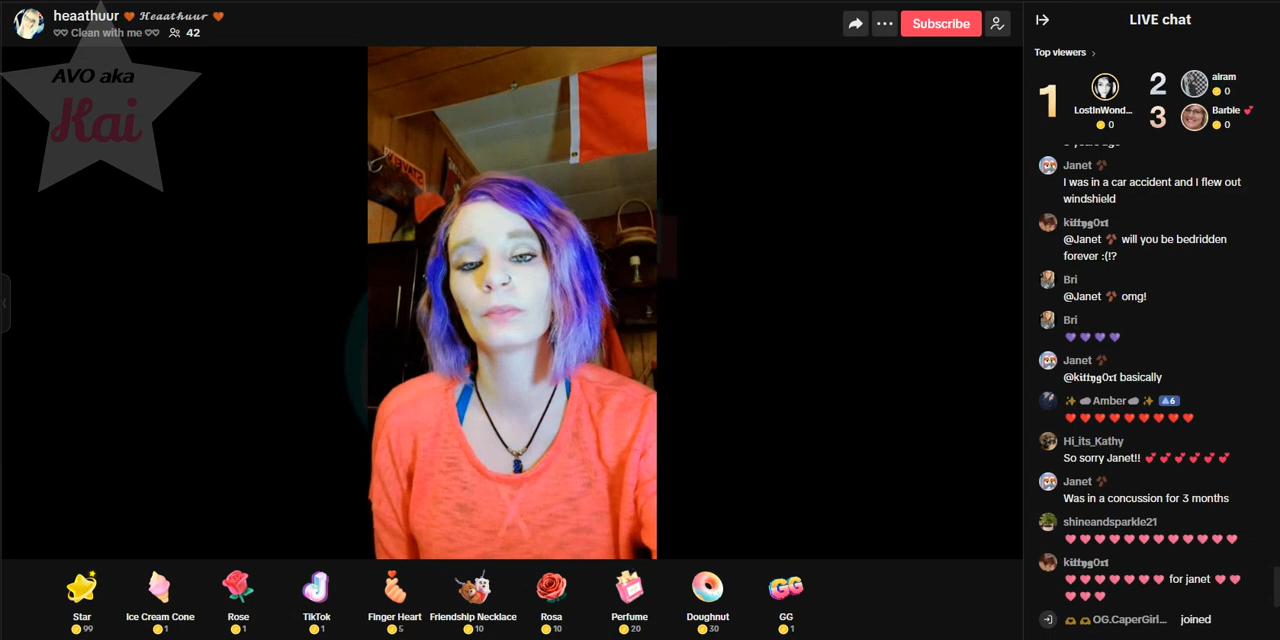 heaathuur 🧡 𝓗𝓮𝓪𝓪𝓽𝓱𝓾𝓾𝓻 🧡
Clean with me
42
Subscribe
AVO aka
Kai
LIVE chat
Top viewers
1
LostInWond...
0
2
airam
0
3
Barbie 💕
0
Janet
I was in a car accident and I flew out
windshield
𝖐𝖎𝖙𝖙𝖓𝖌0𝖗𝖎
@Janet will you be bedridden
forever :(!?
Bri
@Janet omg!
Bri
💜💜💜💜
Janet
@𝖐𝖎𝖙𝖙𝖓𝖌0𝖗𝖎 basically
✨ Amber ✨ 6
❤️❤️❤️❤️❤️❤️❤️❤️❤️
Hi_its_Kathy
So sorry Janet!! 💕💕💕💕💕💕
Janet
Was in a concussion for 3 months
shineandsparkle21
🩷🩷🩷🩷🩷🩷🩷🩷🩷🩷🩷🩷
𝖐𝖎𝖙𝖙𝖓𝖌0𝖗𝖎
🩷🩷🩷🩷🩷🩷🩷 for janet 🩷🩷
🩷🩷🩷
OG.CaperGirl... joined
Star
99
Ice Cream Cone
1
Rose
1
TikTok
1
Finger Heart
5
Friendship Necklace
10
Rosa
10
Perfume
20
Doughnut
30
GG
GG
1